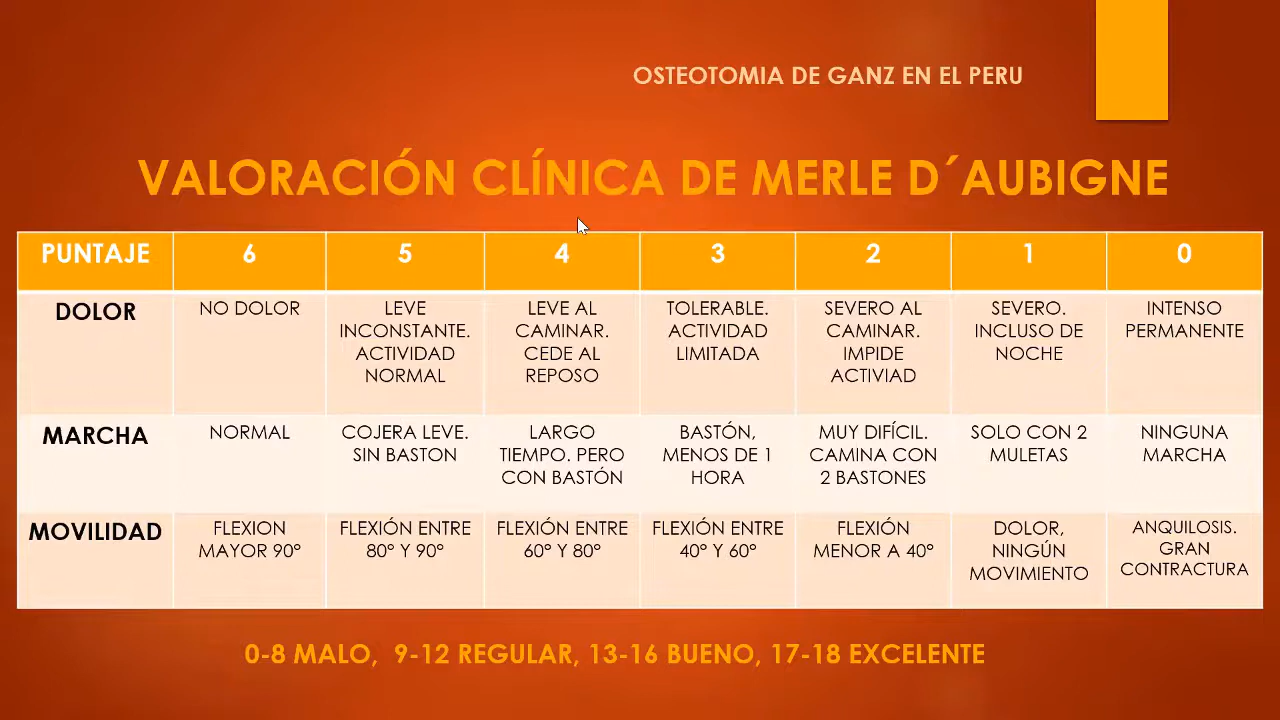 OSTEOTOMIA DE GANZ EN EL PERU
VALORACIÓN CLÍNICA DE MERLE D´AUBIGNE
PUNTAJE 6 5 4 3 2 1 0
DOLOR
NO DOLOR
LEVE
INCONSTANTE.
ACTIVIDAD
NORMAL
LEVE AL
CAMINAR.
CEDE AL
REPOSO
TOLERABLE.
ACTIVIDAD
LIMITADA
SEVERO AL
CAMINAR.
IMPIDE
ACTIVIAD
SEVERO.
INCLUSO DE
NOCHE
INTENSO
PERMANENTE
MARCHA
NORMAL
COJERA LEVE.
SIN BASTON
LARGO
TIEMPO. PERO
CON BASTÓN
BASTÓN,
MENOS DE 1
HORA
MUY DIFÍCIL.
CAMINA CON
2 BASTONES
SOLO CON 2
MULETAS
NINGUNA
MARCHA
MOVILIDAD
FLEXION
MAYOR 90°
FLEXIÓN ENTRE
80° Y 90°
FLEXIÓN ENTRE
60° Y 80°
FLEXIÓN ENTRE
40° Y 60°
FLEXIÓN
MENOR A 40°
DOLOR,
NINGÚN
MOVIMIENTO
ANQUILOSIS.
GRAN
CONTRACTURA
0-8 MALO,  9-12 REGULAR, 13-16 BUENO, 17-18 EXCELENTE